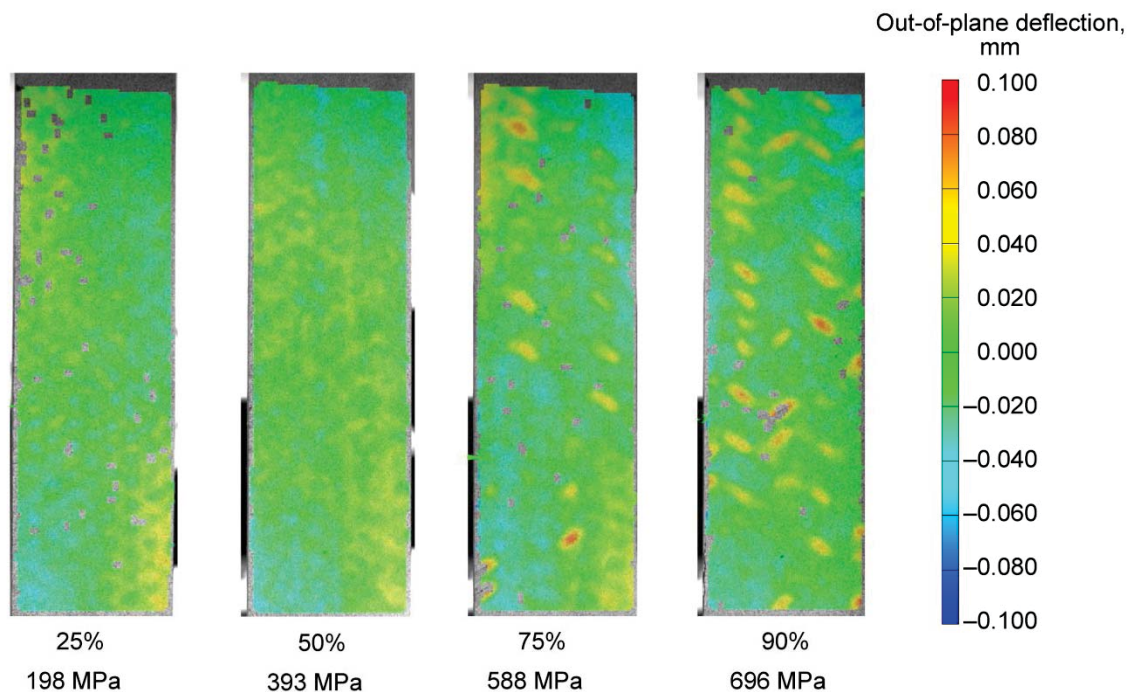 Out-of-plane deflection,
mm
0.100
0.080
0.060
0.040
0.020
0.000
–0.020
–0.040
–0.060
–0.080
–0.100
25%
50%
75%
90%
198 MPa
393 MPa
588 MPa
696 MPa